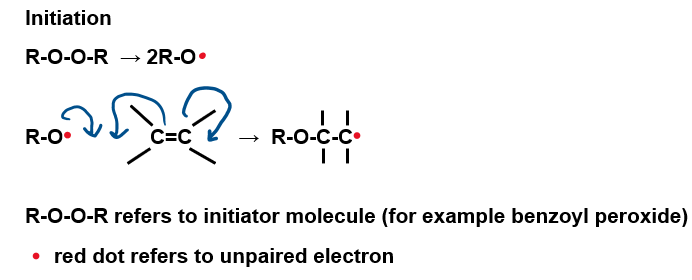 Initiation
R-O-O-R → 2R-O•
R-O• C=C → R-O-C-C•
R-O-O-R refers to initiator molecule (for example benzoyl peroxide)
• red dot refers to unpaired electron